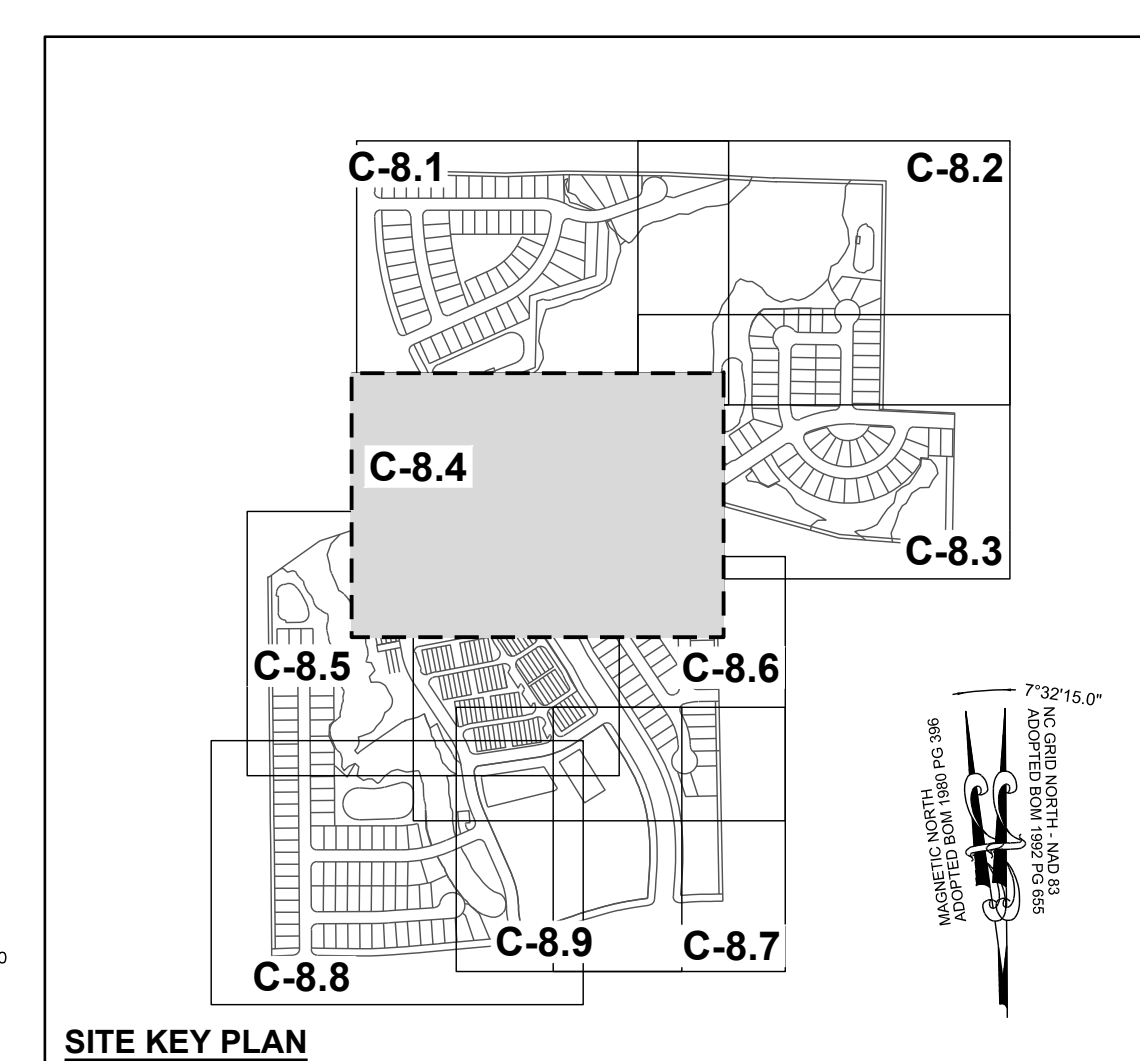 C-8.1
C-8.2
C-8.4
C-8.3
C-8.5
C-8.6
7°32'15.0"
NC GRID NORTH - NAD 83
ADOPTED BOM 1992 PG 655
MAGNETIC NORTH
ADOPTED BOM 1980 PG 396
C-8.9
C-8.7
C-8.8
0
SITE KEY PLAN